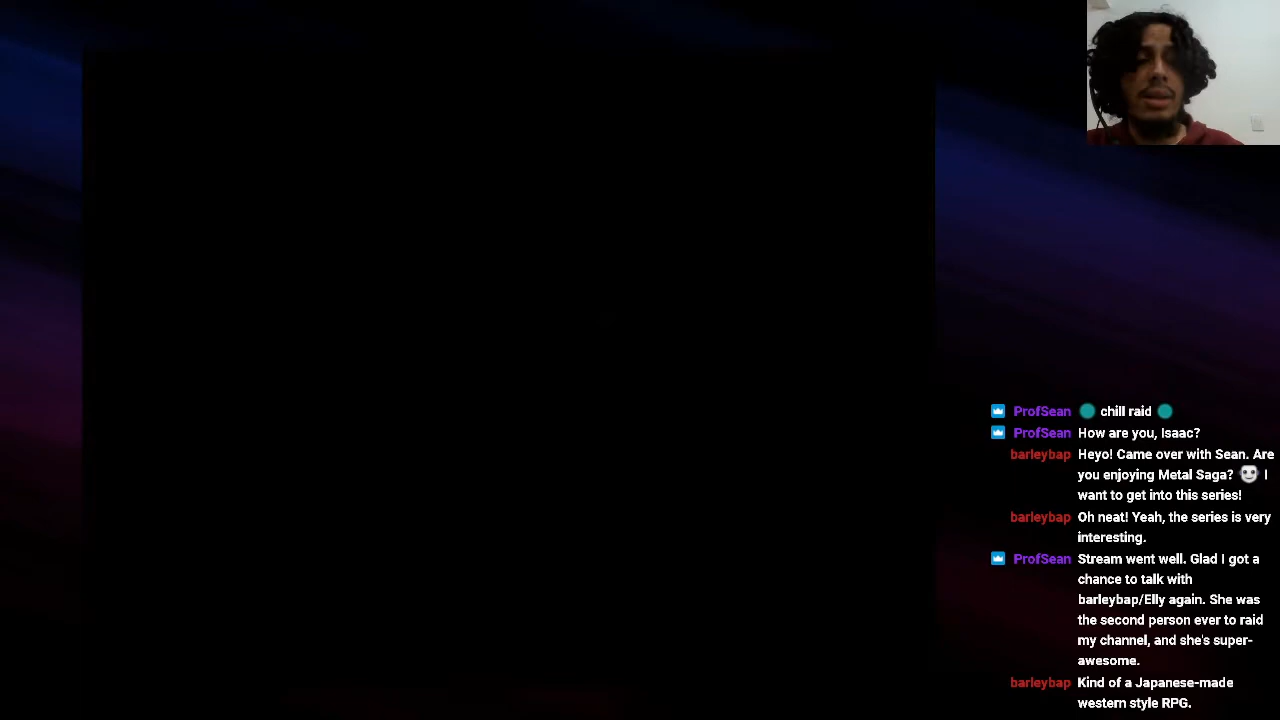 ProfSean chill raid
ProfSean How are you, Isaac?
barleybap Heyo! Came over with Sean. Are
you enjoying Metal Saga? I
want to get into this series!
barleybap Oh neat! Yeah, the series is very
interesting.
ProfSean Stream went well. Glad I got a
chance to talk with
barleybap/Elly again. She was
the second person ever to raid
my channel, and she's super-
awesome.
barleybap Kind of a Japanese-made
western style RPG.